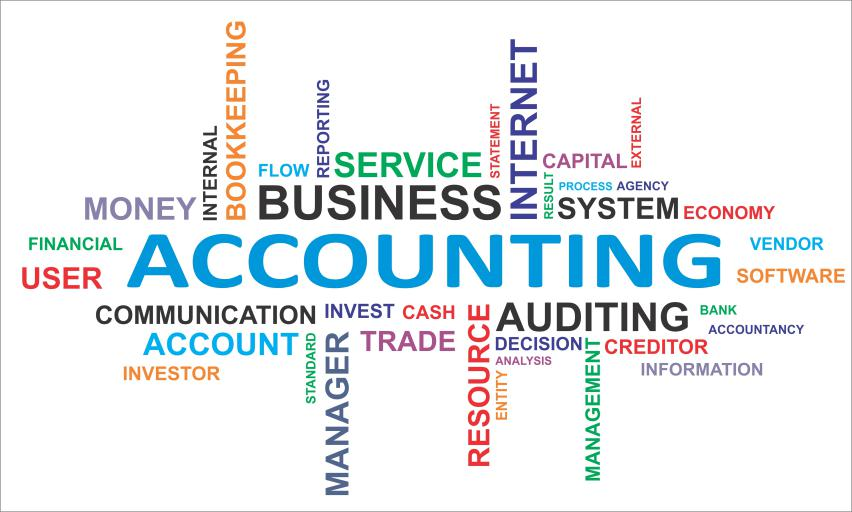 BOOKKEEPING
INTERNET
REPORTING
EXTERNAL
STATEMENT
INTERNAL
FLOW
SERVICE
CAPITAL
MONEY
BUSINESS
RESULT
PROCESS
AGENCY
SYSTEM
ECONOMY
FINANCIAL
ACCOUNTING
VENDOR
USER
SOFTWARE
COMMUNICATION
INVEST
CASH
RESOURCE
AUDITING
BANK
ACCOUNTANCY
ACCOUNT
STANDARD
MANAGER
TRADE
DECISION
MANAGEMENT
CREDITOR
ANALYSIS
INVESTOR
ENTITY
INFORMATION